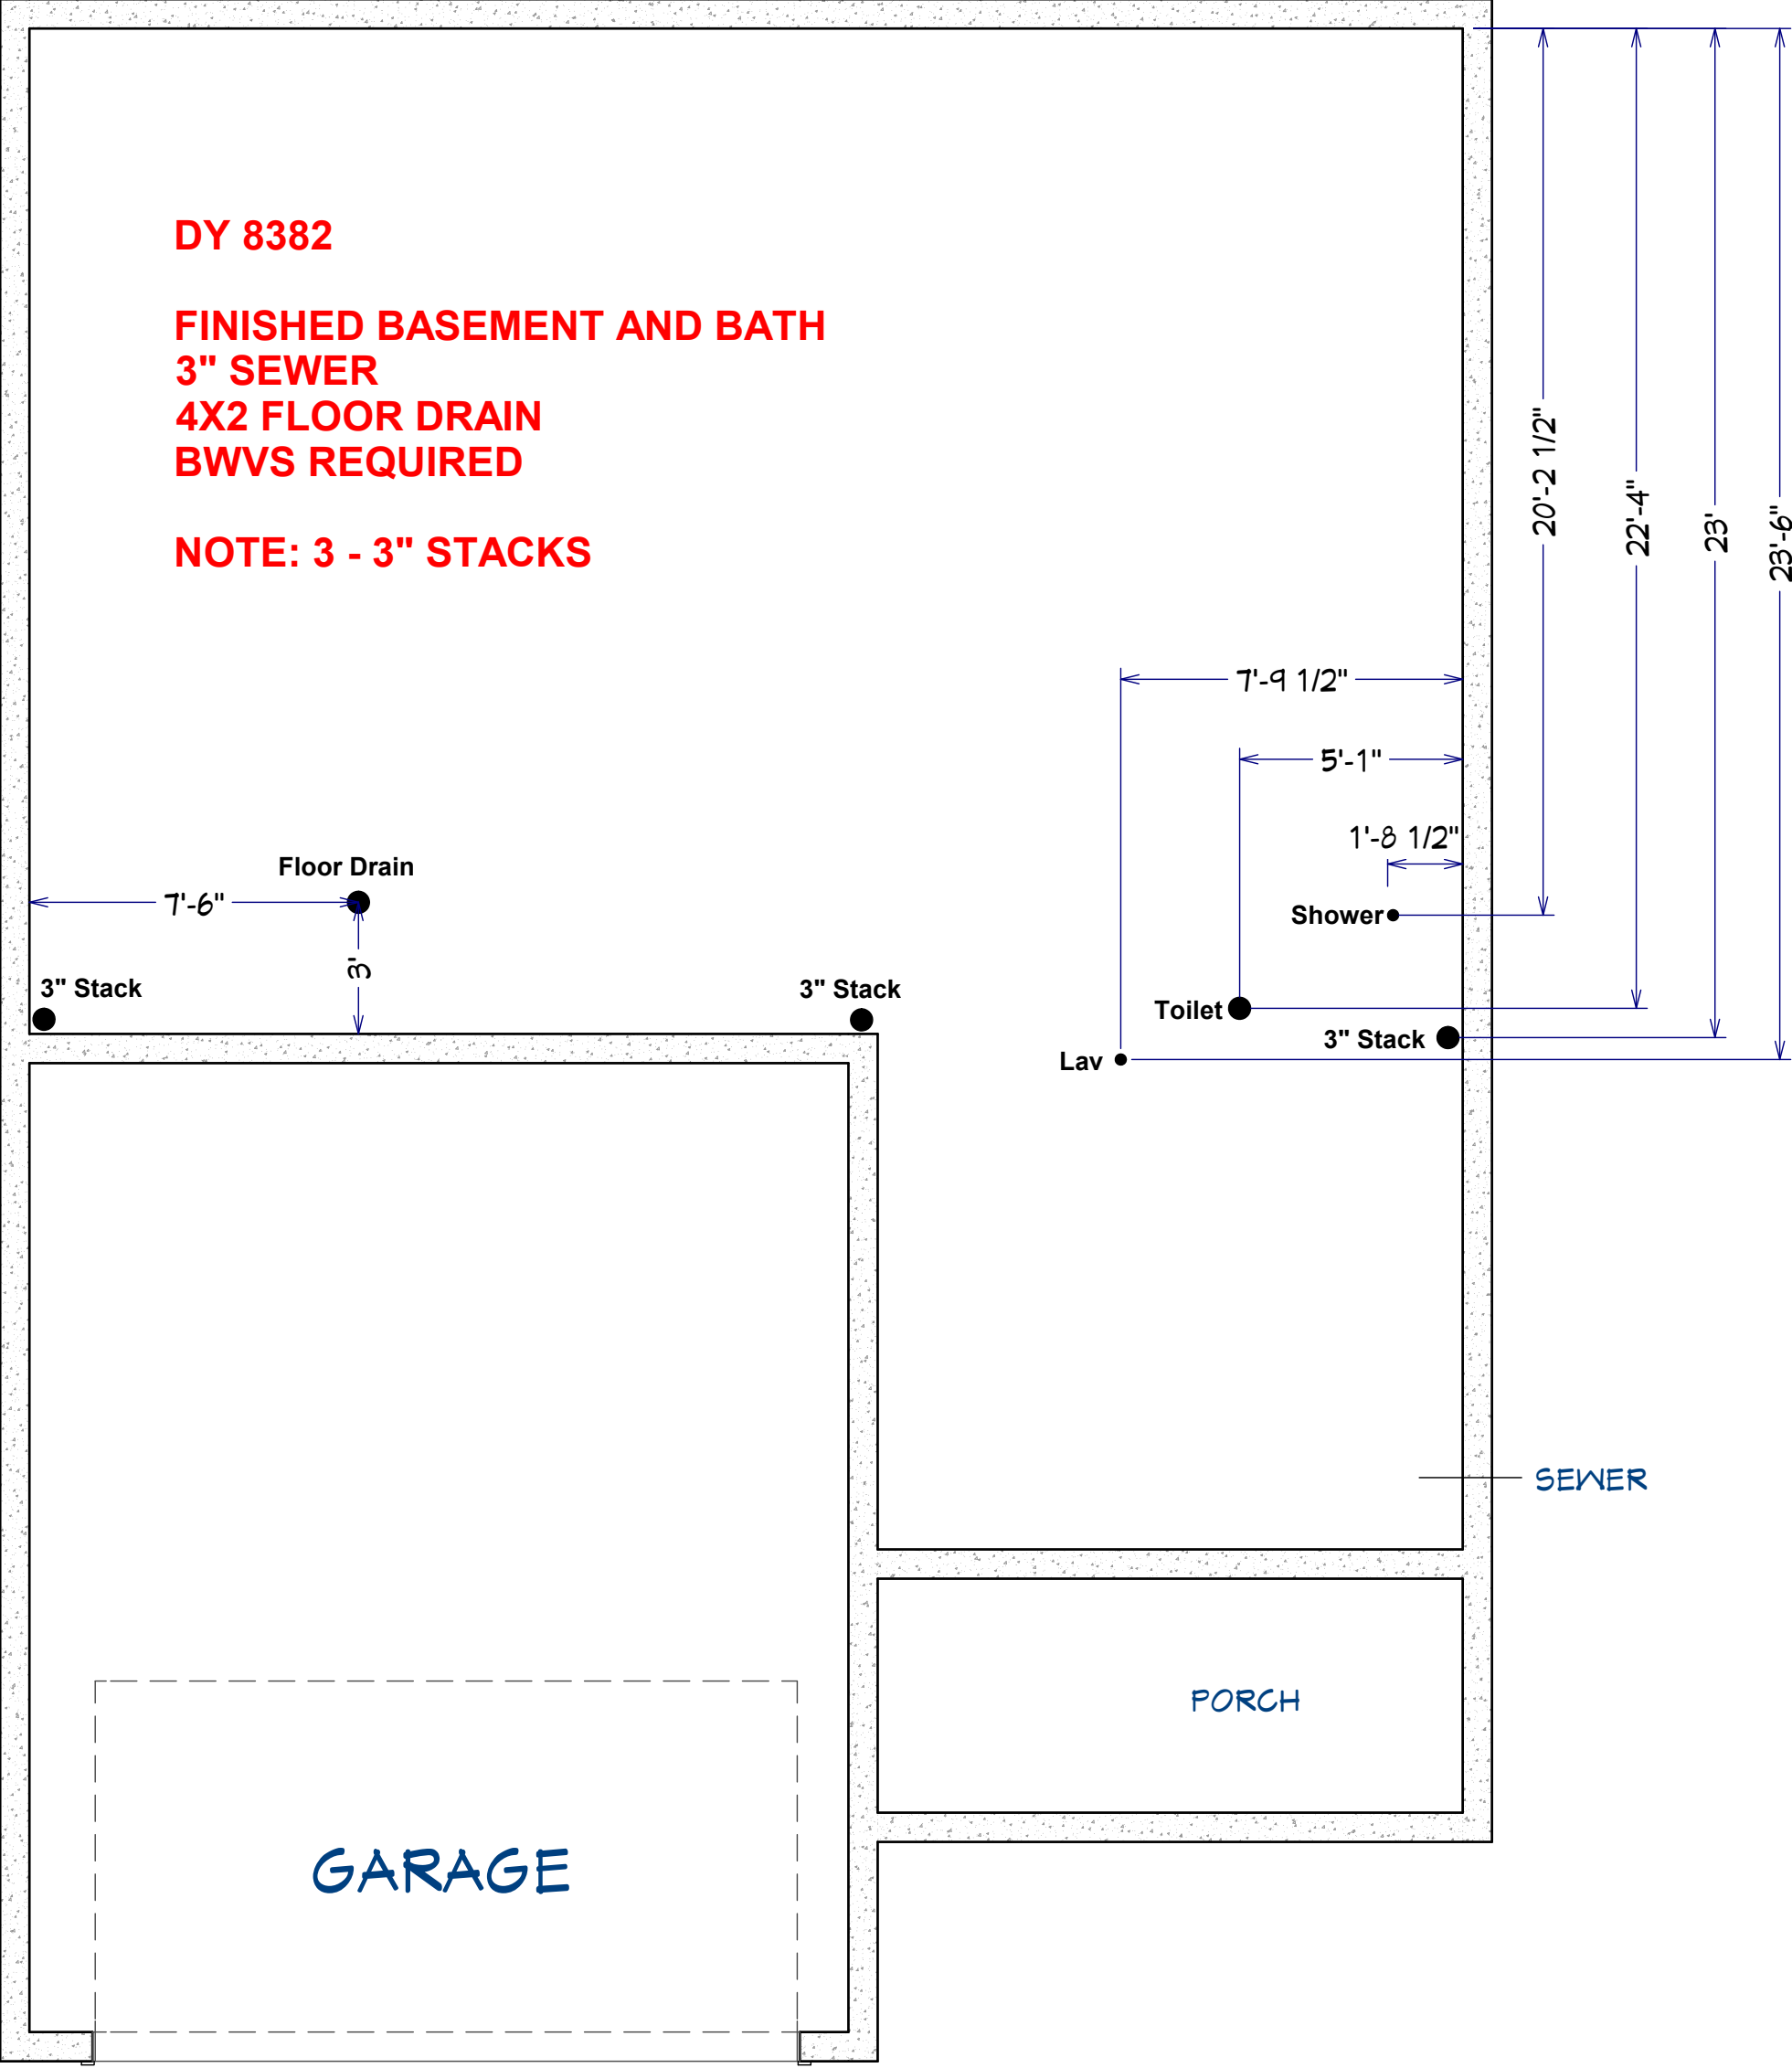 DY 8382
FINISHED BASEMENT AND BATH
3" SEWER
4X2 FLOOR DRAIN
BWVS REQUIRED
NOTE: 3 - 3" STACKS
20'-2 1/2"
22'-4"
23'
23'-6"
7'-9 1/2"
5'-1"
1'-8 1/2"
Floor Drain
7'-6"
Shower
3'
3" Stack
3" Stack
Toilet
3" Stack
Lav
SEWER
PORCH
GARAGE